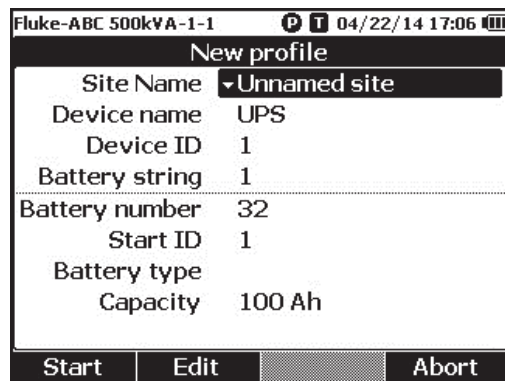 Fluke-ABC 500kVA-1-1 P T 04/22/14 17:06
New profile
Site Name Unnamed site
Device name UPS
Device ID 1
Battery string 1
Battery number 32
Start ID 1
Battery type
Capacity 100 Ah
Start Edit Abort